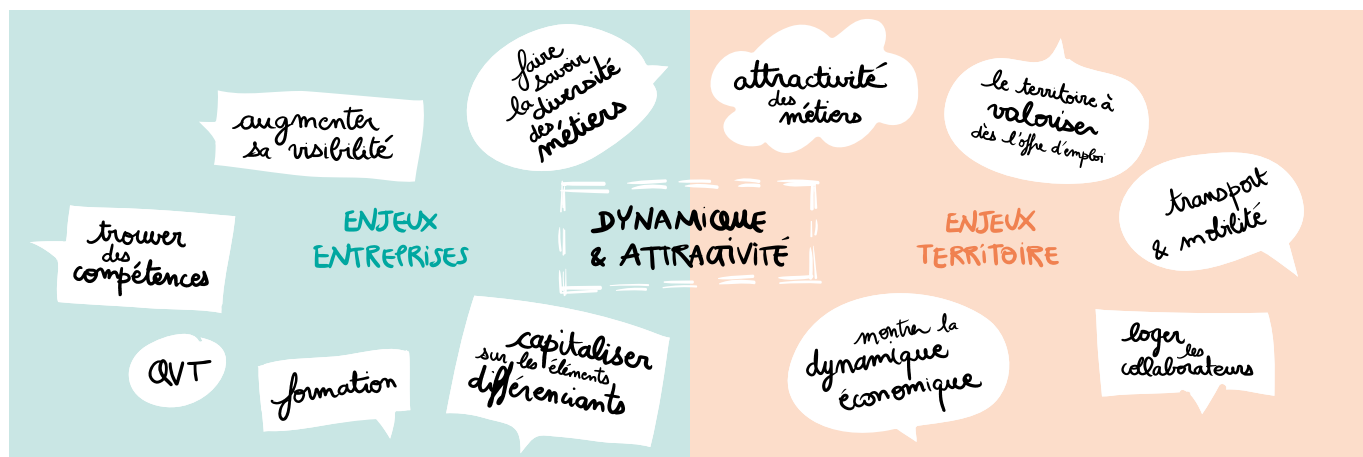 faire
savoir
la diversité
des
métiers
augmenter
sa visibilité
trouver
des
compétences
ENJEUX
ENTREPRISES
QVT
formation
capitaliser
sur les éléments
différenciants
DYNAMIQUE
& ATTRACTIVITÉ
attractivité
des
métiers
le territoire à
valoriser
dès l'offre d'emploi
transport
& mobilité
ENJEUX
TERRITOIRE
montrer la
dynamique
économique
loger
les
collaborateurs